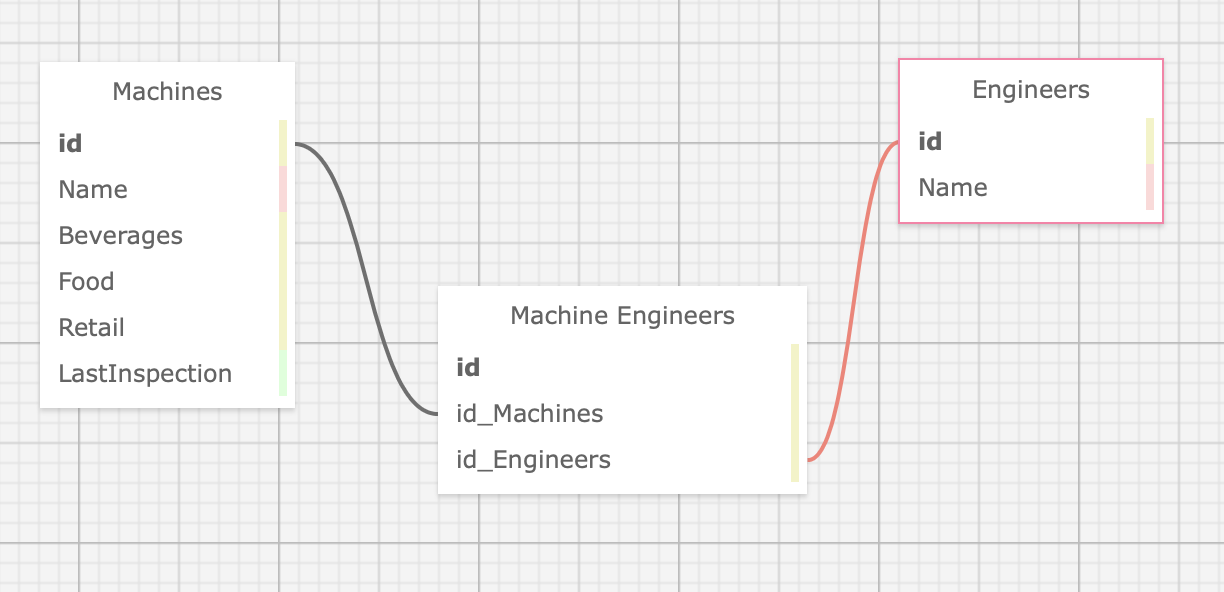 Machines
id
Name
Beverages
Food
Retail
LastInspection
Machine Engineers
id
id_Machines
id_Engineers
Engineers
id
Name